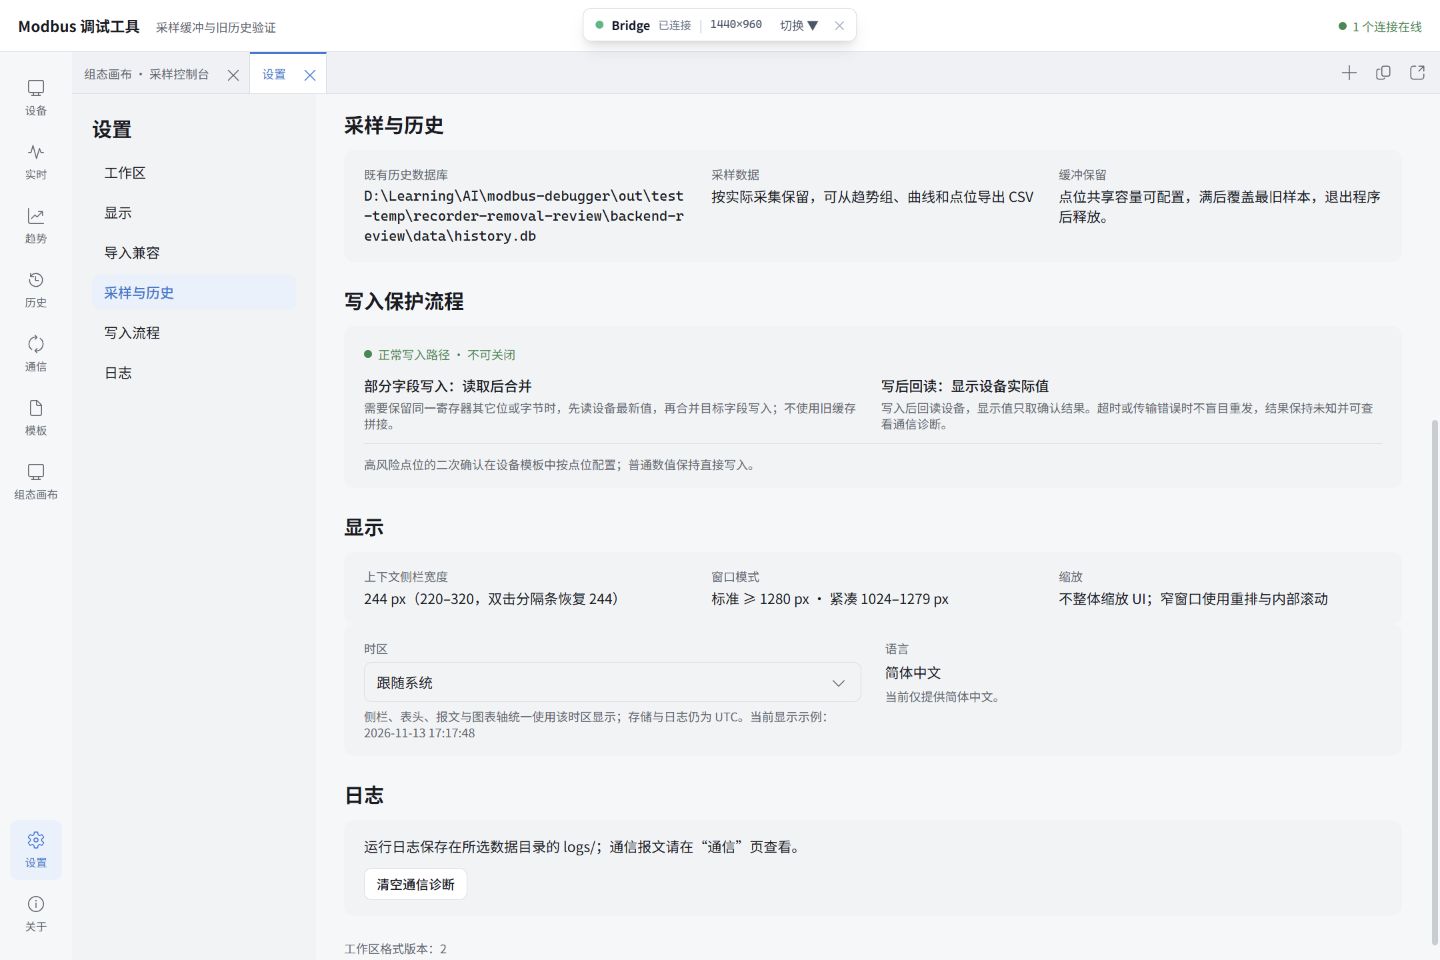 Modbus 调试工具
采样缓冲与旧历史验证
Bridge 已连接 1440×960 切换
1 个连接在线
组态画布 · 采样控制台
设置
设备
实时
趋势
历史
通信
模板
组态画布
设置
关于
设置
工作区
显示
导入兼容
采样与历史
写入流程
日志
采样与历史
既有历史数据库
D:\Learning\AI\modbus-debugger\out\test
-temp\recorder-removal-review\backend-r
eview\data\history.db
采样数据
按实际采集保留，可从趋势组、曲线和点位导出 CSV
缓冲保留
点位共享容量可配置，满后覆盖最旧样本，退出程序
后释放。
写入保护流程
正常写入路径 · 不可关闭
部分字段写入：读取后合并
需要保留同一寄存器其它位或字节时，先读设备最新值，再合并目标字段写入；不使用旧缓存
拼接。
写后回读：显示设备实际值
写入后回读设备，显示值只取确认结果。超时或传输错误时不盲目重发，结果保持未知并可查
看通信诊断。
高风险点位的二次确认在设备模板中按点位配置；普通数值保持直接写入。
显示
上下文侧栏宽度
244 px（220–320，双击分隔条恢复 244）
窗口模式
标准 ≥ 1280 px · 紧凑 1024–1279 px
缩放
不整体缩放 UI；窄窗口使用重排与内部滚动
时区
跟随系统
侧栏、表头、报文与图表轴统一使用该时区显示；存储与日志仍为 UTC。当前显示示例：
2026-11-13 17:17:48
语言
简体中文
当前仅提供简体中文。
日志
运行日志保存在所选数据目录的 logs/；通信报文请在“通信”页查看。
清空通信诊断
工作区格式版本：2